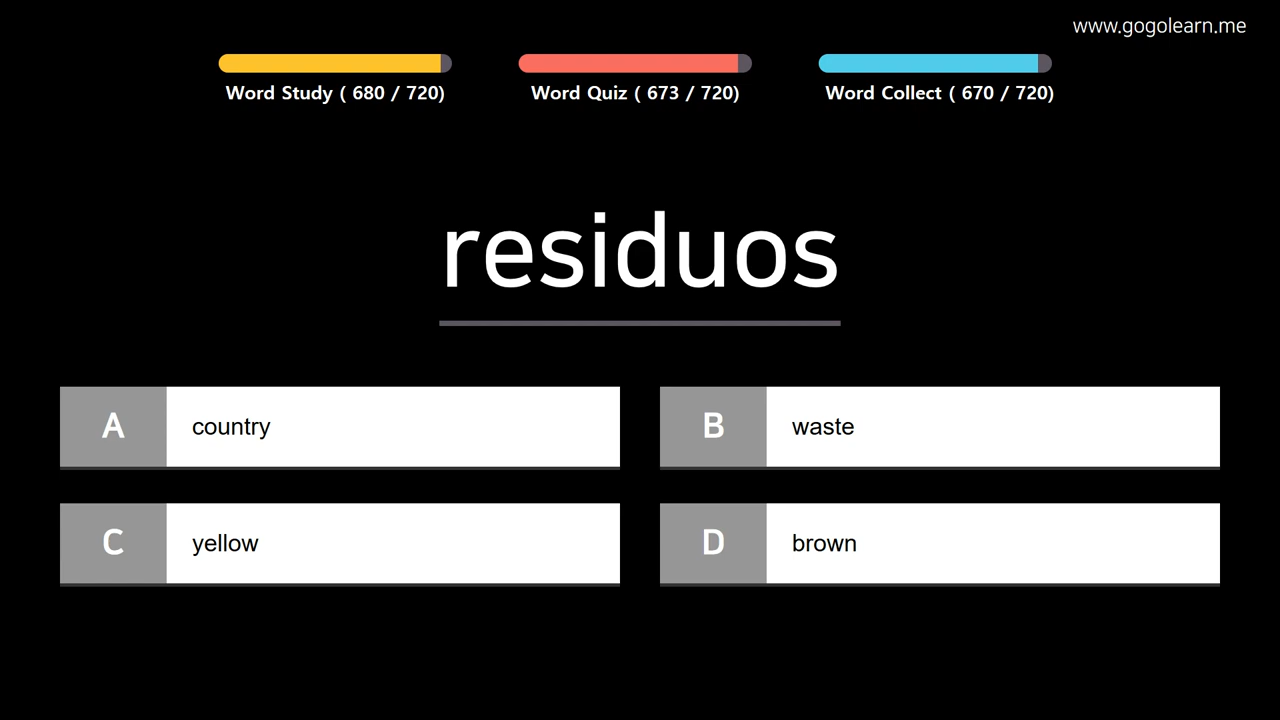 www.gogolearn.me
Word Study ( 680 / 720)
Word Quiz ( 673 / 720)
Word Collect ( 670 / 720)
residuos
A country
B waste
C yellow
D brown